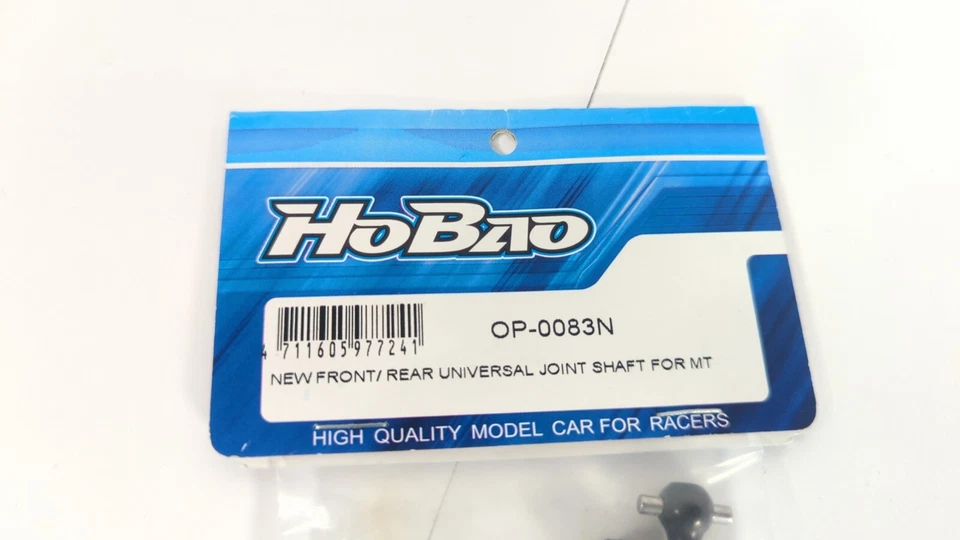 HoBao
OP-0083N
4 711605 977241
NEW FRONT/ REAR UNIVERSAL JOINT SHAFT FOR MT
HIGH QUALITY MODEL CAR FOR RACERS